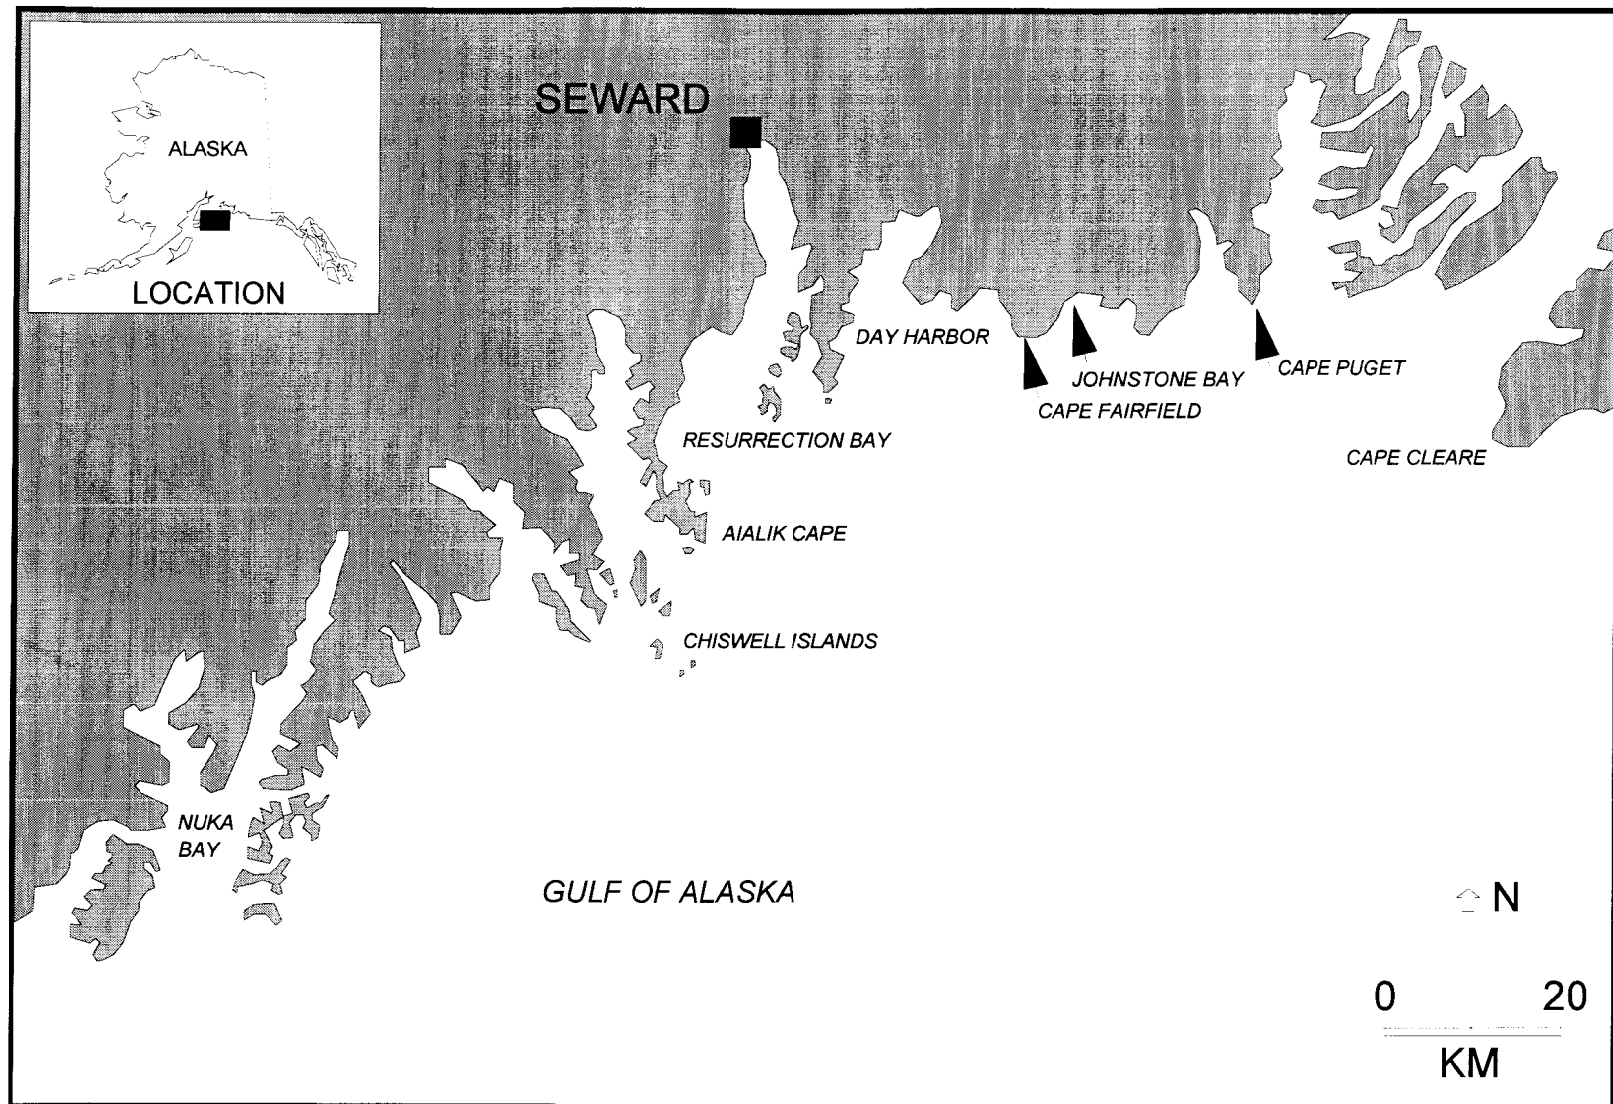 SEWARD
ALASKA
LOCATION
DAY HARBOR
JOHNSTONE BAY
CAPE PUGET
CAPE FAIRFIELD
RESURRECTION BAY
CAPE CLEARE
AIALIK CAPE
CHISWELL ISLANDS
NUKA
BAY
GULF OF ALASKA
N
0 20
KM